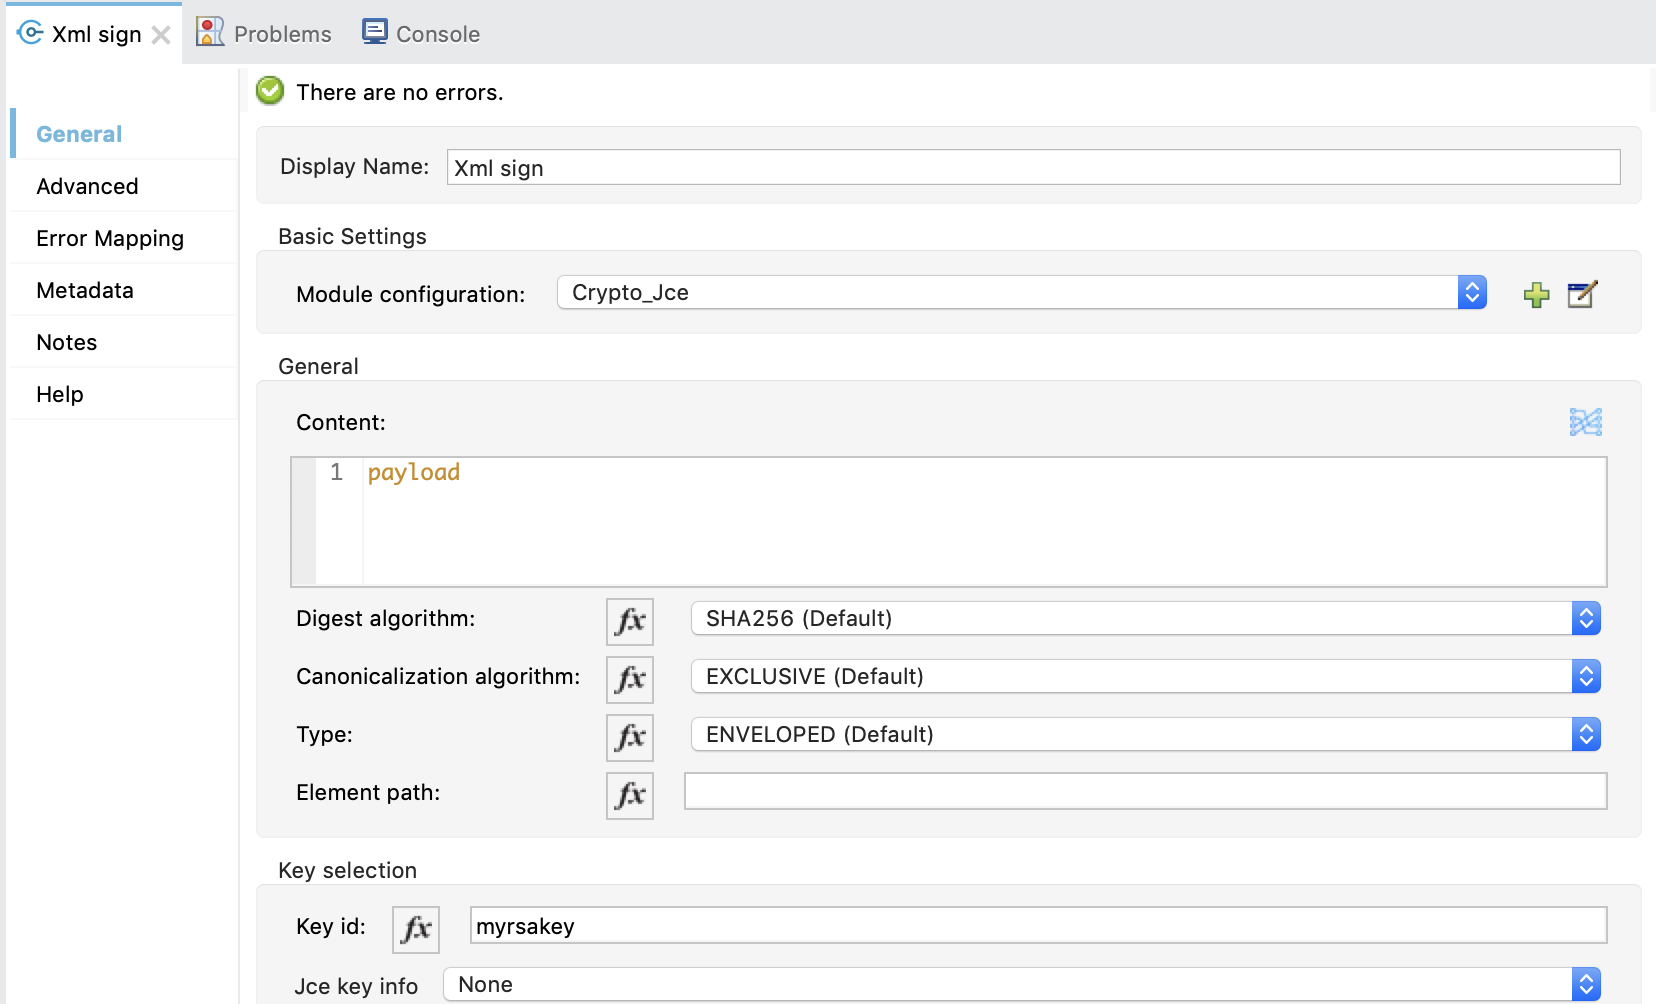 Xml sign Problems Console
There are no errors.
General
Advanced
Error Mapping
Metadata
Notes
Help
Display Name: Xml sign
Basic Settings
Module configuration: Crypto_Jce
General
Content:
1 payload
Digest algorithm: fx SHA256 (Default)
Canonicalization algorithm: fx EXCLUSIVE (Default)
Type: fx ENVELOPED (Default)
Element path: fx
Key selection
Key id: fx myrsakey
Jce key info None